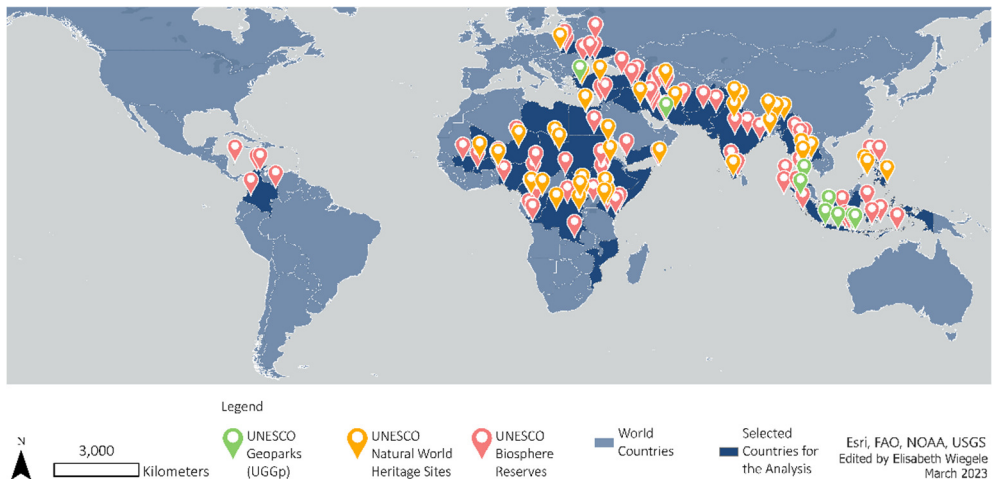 Legend
N
3,000
Kilometers
UNESCO
Geoparks
(UGGp)
UNESCO
Natural World
Heritage Sites
UNESCO
Biosphere
Reserves
World
Countries
Selected
Countries for
the Analysis
Esri, FAO, NOAA, USGS
Edited by Elisabeth Wiegele
March 2023